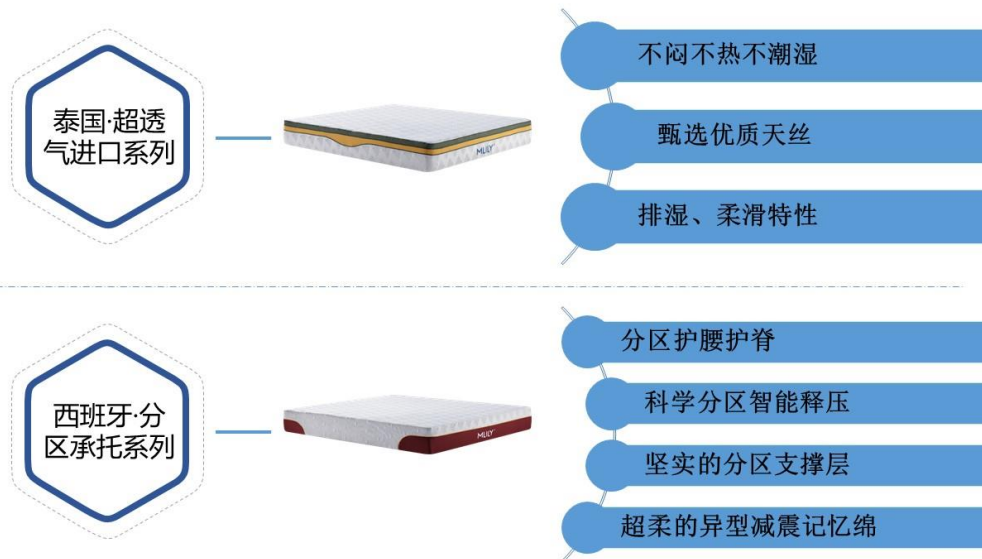 泰国·超透
气进口系列
MLILY
不闷不热不潮湿
甄选优质天丝
排湿、柔滑特性
西班牙·分
区承托系列
MLILY
分区护腰护脊
科学分区智能释压
坚实的分区支撑层
超柔的异型减震记忆绵